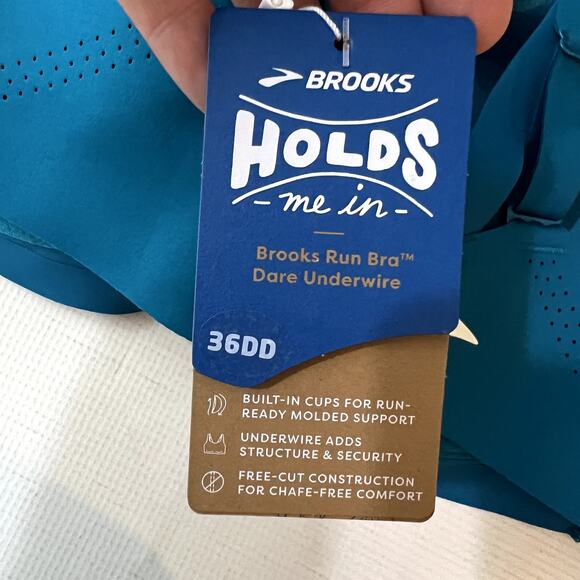 BROOKS
HOLDS
- me in -
Brooks Run Bra™
Dare Underwire
36DD
BUILT-IN CUPS FOR RUN-
READY MOLDED SUPPORT
UNDERWIRE ADDS
STRUCTURE & SECURITY
FREE-CUT CONSTRUCTION
FOR CHAFE-FREE COMFORT